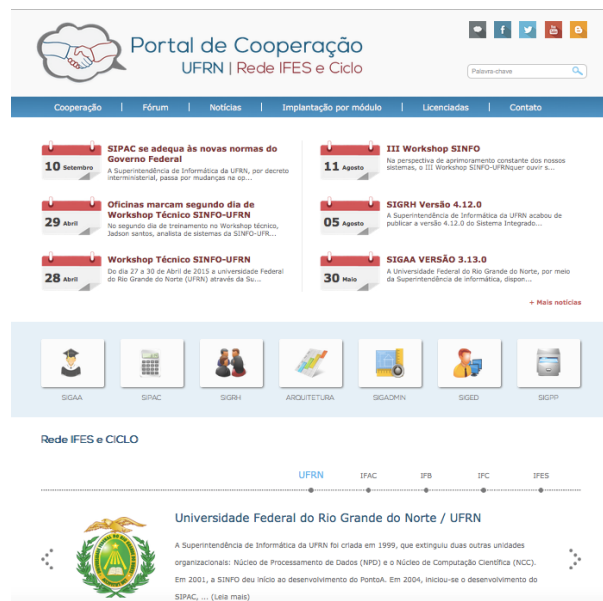 Portal de Cooperação
UFRN | Rede IFES e Ciclo
Palavra-chave
Cooperação | Fórum | Notícias | Implantação por módulo | Licenciadas | Contato
10 Setembro
SIPAC se adequa às novas normas do
Governo Federal
A Superintendência de Informática da UFRN, por decreto
interministerial, passa por mudanças na op...
11 Agosto
III Workshop SINFO
Na perspectiva de aprimoramento constante dos nossos
sistemas, o III Workshop SINFO-UFRNquer ouvir s...
29 Abril
Oficinas marcam segundo dia de
Workshop Técnico SINFO-UFRN
No segundo dia de treinamento no Workshop técnico,
Jadson santos, analista de sistemas da SINFO-UFR...
05 Agosto
SIGRH Versão 4.12.0
A Superintendência de Informática da UFRN acabou de
publicar a versão 4.12.0 do Sistema Integrado...
28 Abril
Workshop Técnico SINFO-UFRN
Do dia 27 a 30 de Abril de 2015 a universidade Federal
do Rio Grande do Norte (UFRN) através da Su...
30 Maio
SIGAA VERSÃO 3.13.0
A Universidade Federal do Rio Grande do Norte, por meio
da Superintendência de informática, dispon...
+ Mais notícias
SIGAA SIPAC SIGRH ARQUITETURA SIGADMIN SIGED SIGPP
Rede IFES e CICLO
UFRN IFAC IFB IFC IFES
Universidade Federal do Rio Grande do Norte / UFRN
A Superintendência de Informática da UFRN foi criada em 1999, que extinguiu duas outras unidades
organizacionais: Núcleo de Processamento de Dados (NPD) e o Núcleo de Computação Científica (NCC).
Em 2001, a SINFO deu início ao desenvolvimento do PontoA. Em 2004, iniciou-se o desenvolvimento do
SIPAC, ... (Leia mais)